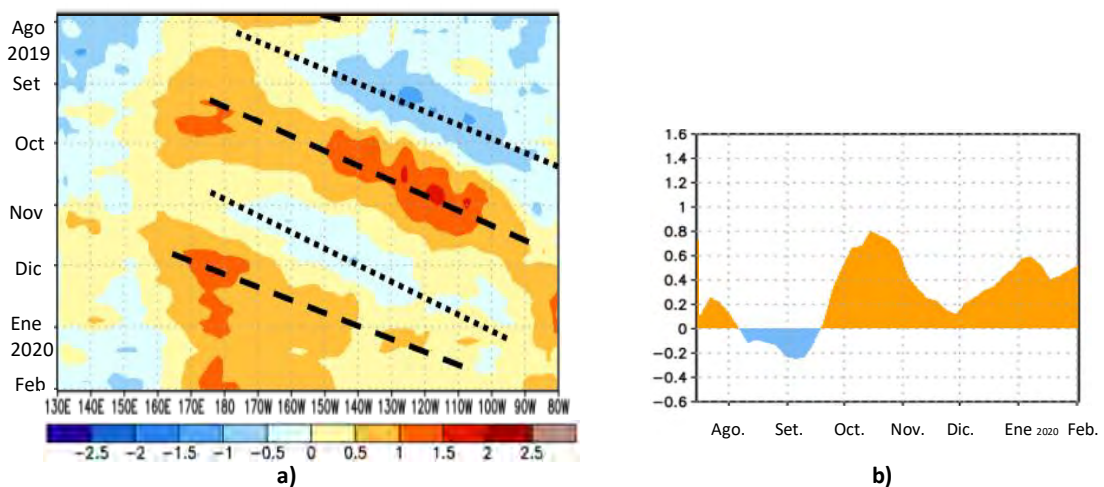 Ago
2019
Set
Oct
Nov
Dic
Ene
2020
Feb
130E 140E 150E 160E 170E 180 170W 160W 150W 140W 130W 120W 110W 100W 90W 80W
-2.5 -2 -1.5 -1 -0.5 0 0.5 1 1.5 2 2.5
a)
1.6
1.4
1.2
1
0.8
0.6
0.4
0.2
0
-0.2
-0.4
-0.6
Ago. Set. Oct. Nov. Dic. Ene 2020 Feb.
b)